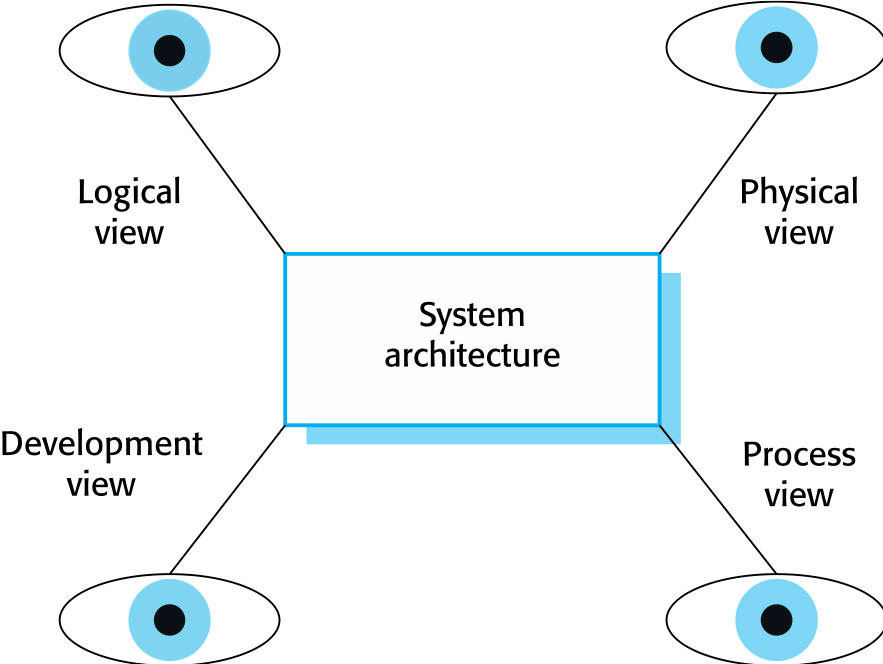 Logical
view
Physical
view
System
architecture
Development
view
Process
view